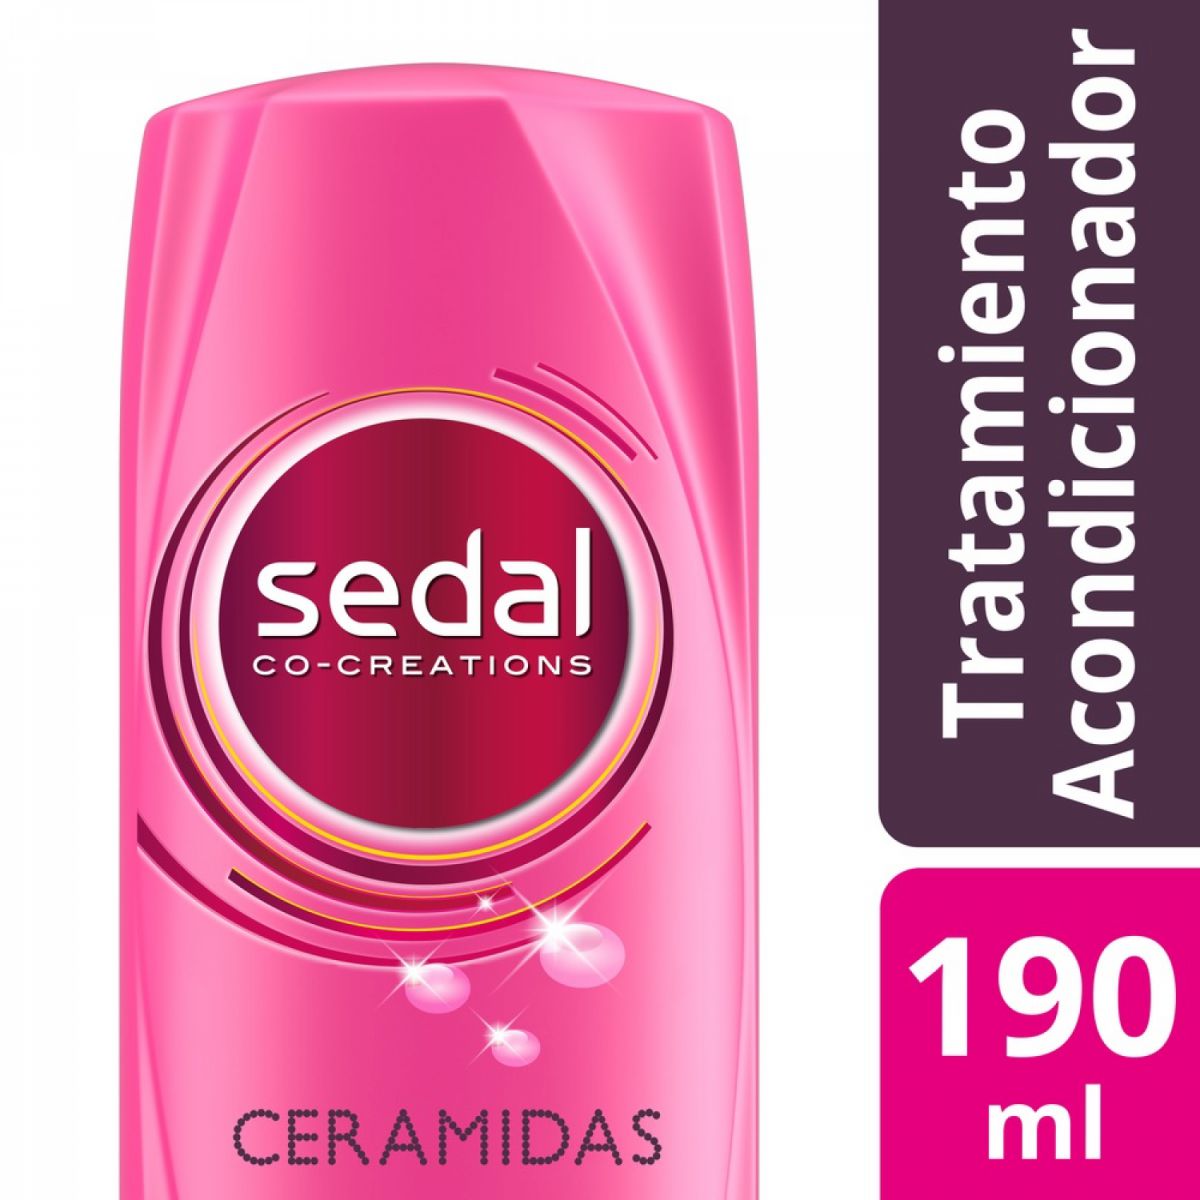 sedal
CO-CREATIONS
CERAMIDAS
Tratamiento
Acondicionador
190
ml